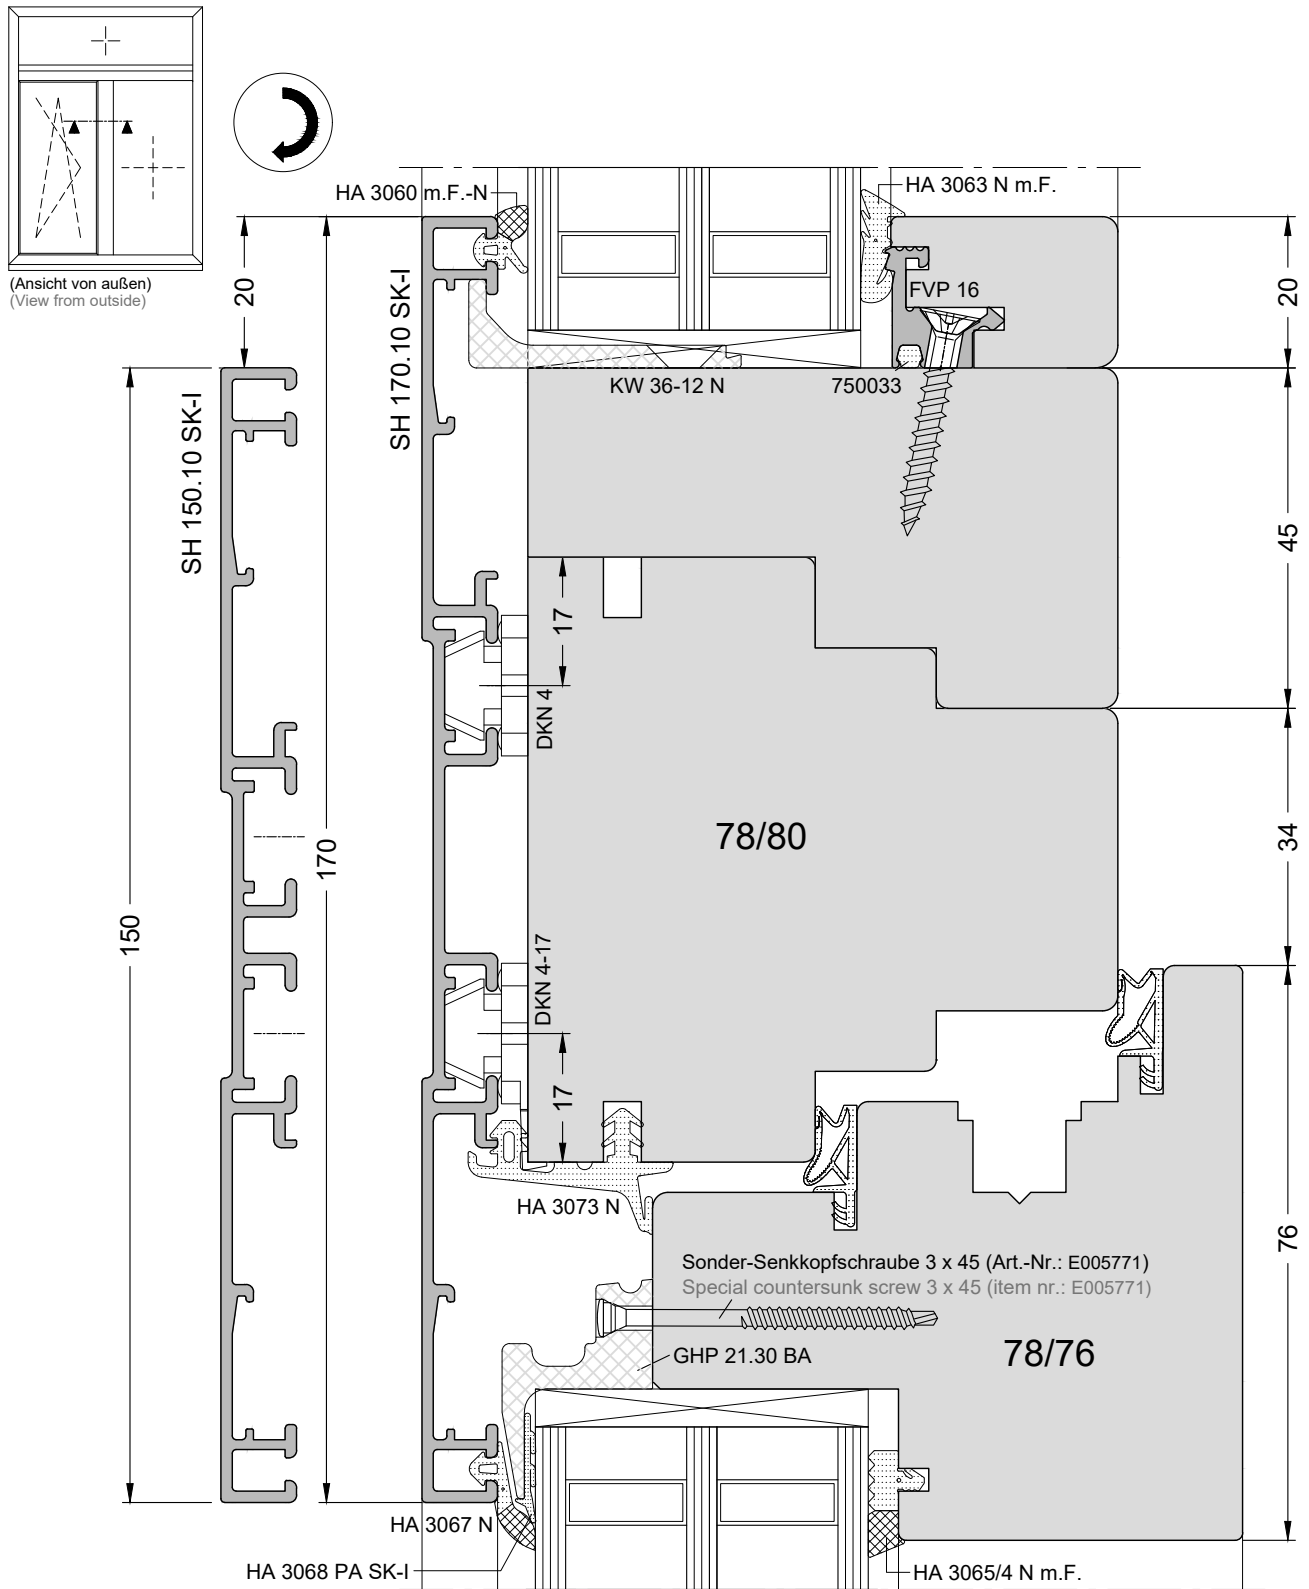 (Ansicht von außen)
(View from outside)
HA 3060 m.F.-N
HA 3063 N m.F.
20
SH 170.10 SK-I
20
FVP 16
KW 36-12 N
750033
SH 150.10 SK-I
45
17
DKN 4
34
78/80
170
150
DKN 4-17
17
HA 3073 N
76
Sonder-Senkkopfschraube 3 x 45 (Art.-Nr.: E005771)
Special countersunk screw 3 x 45 (item nr.: E005771)
GHP 21.30 BA
78/76
HA 3067 N
HA 3068 PA SK-I
HA 3065/4 N m.F.